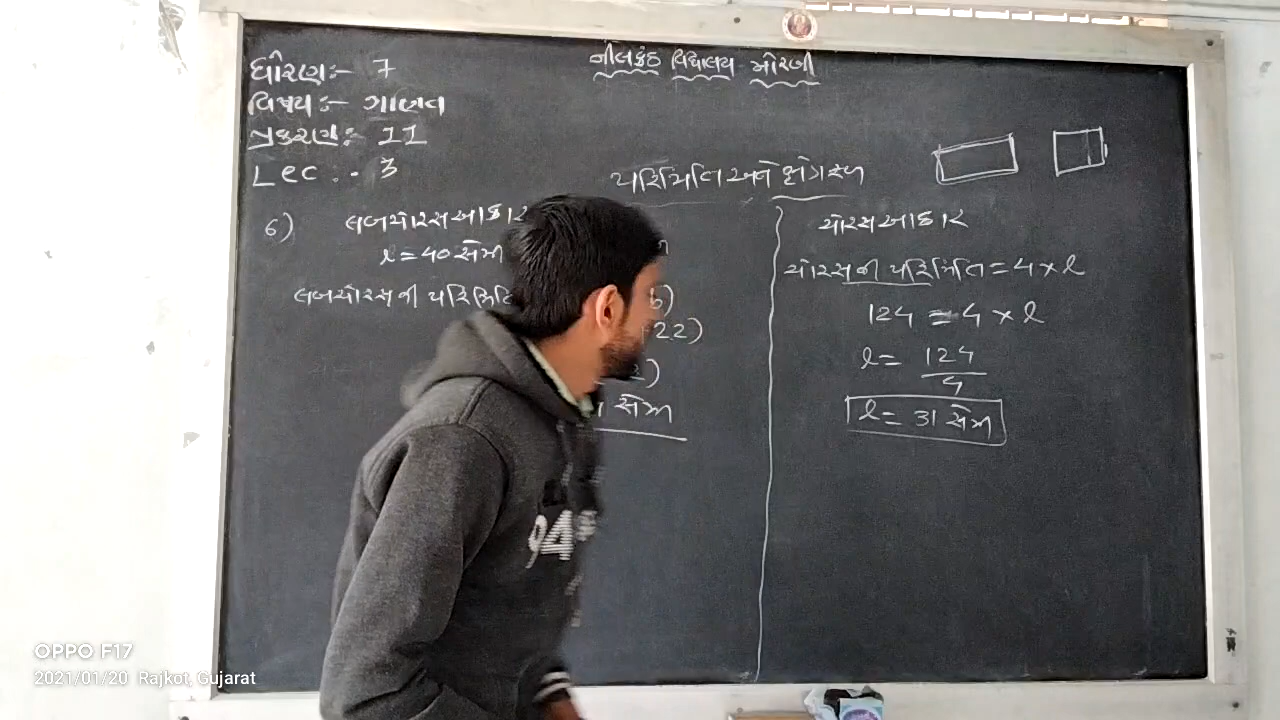 નીલકંઠ વિદ્યાલય મોરબી
ધોરણ:- 7
વિષય:- ગણિત
પ્રકરણ: 11
Lec :- 3
પરિમિતિ અને ક્ષેત્રફળ
6) લંબચોરસ આકાર
l = 40 સેમી
લંબચોરસની પરિમિતિ
b)
+22)
2)
સેમી
ચોરસ આકાર
ચોરસની પરિમિતિ = 4 × l
124 = 4 × l
l = 124
4
l = 31 સેમી
OPPO F17
2021/01/20 Rajkot, Gujarat